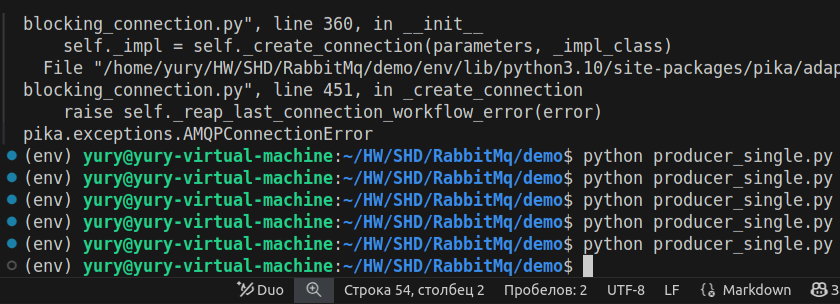 blocking_connection.py", line 360, in __init__
    self._impl = self._create_connection(parameters, _impl_class)
  File "/home/yury/HW/SHD/RabbitMq/demo/env/lib/python3.10/site-packages/pika/adap
blocking_connection.py", line 451, in _create_connection
    raise self._reap_last_connection_workflow_error(error)
pika.exceptions.AMQPConnectionError
(env) yury@yury-virtual-machine:~/HW/SHD/RabbitMq/demo$ python producer_single.py
(env) yury@yury-virtual-machine:~/HW/SHD/RabbitMq/demo$ python producer_single.py
(env) yury@yury-virtual-machine:~/HW/SHD/RabbitMq/demo$ python producer_single.py
(env) yury@yury-virtual-machine:~/HW/SHD/RabbitMq/demo$ python producer_single.py
(env) yury@yury-virtual-machine:~/HW/SHD/RabbitMq/demo$ python producer_single.py
(env) yury@yury-virtual-machine:~/HW/SHD/RabbitMq/demo$
Duo Строка 54, столбец 2 Пробелов: 2 UTF-8 LF {} Markdown 3